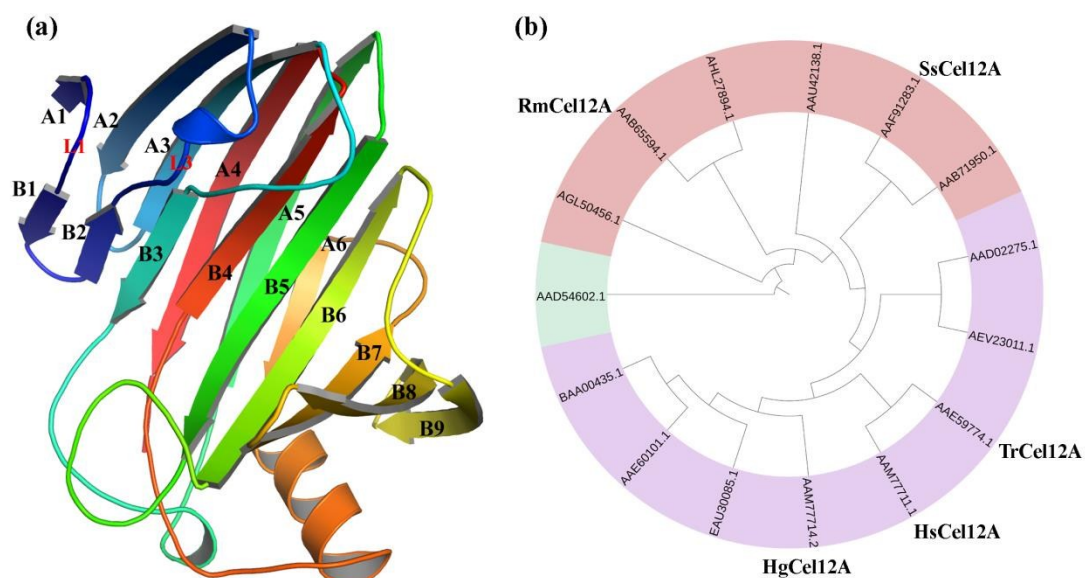 (a)
A1
L1
A2
A3
L3
A4
B1
B2
B3
A5
A6
B4
B5
B6
B7
B8
B9
(b)
RmCel12A
SsCel12A
AHL27894.1
AAU42138.1
AAF91283.1
AAB65594.1
AAB71950.1
AGL50456.1
AAD02275.1
AAD54602.1
AEV23011.1
BAA00435.1
AAE59774.1
TrCel12A
AAE60101.1
AAM77711.1
EAU30085.1
AAM77714.2
HsCel12A
HgCel12A